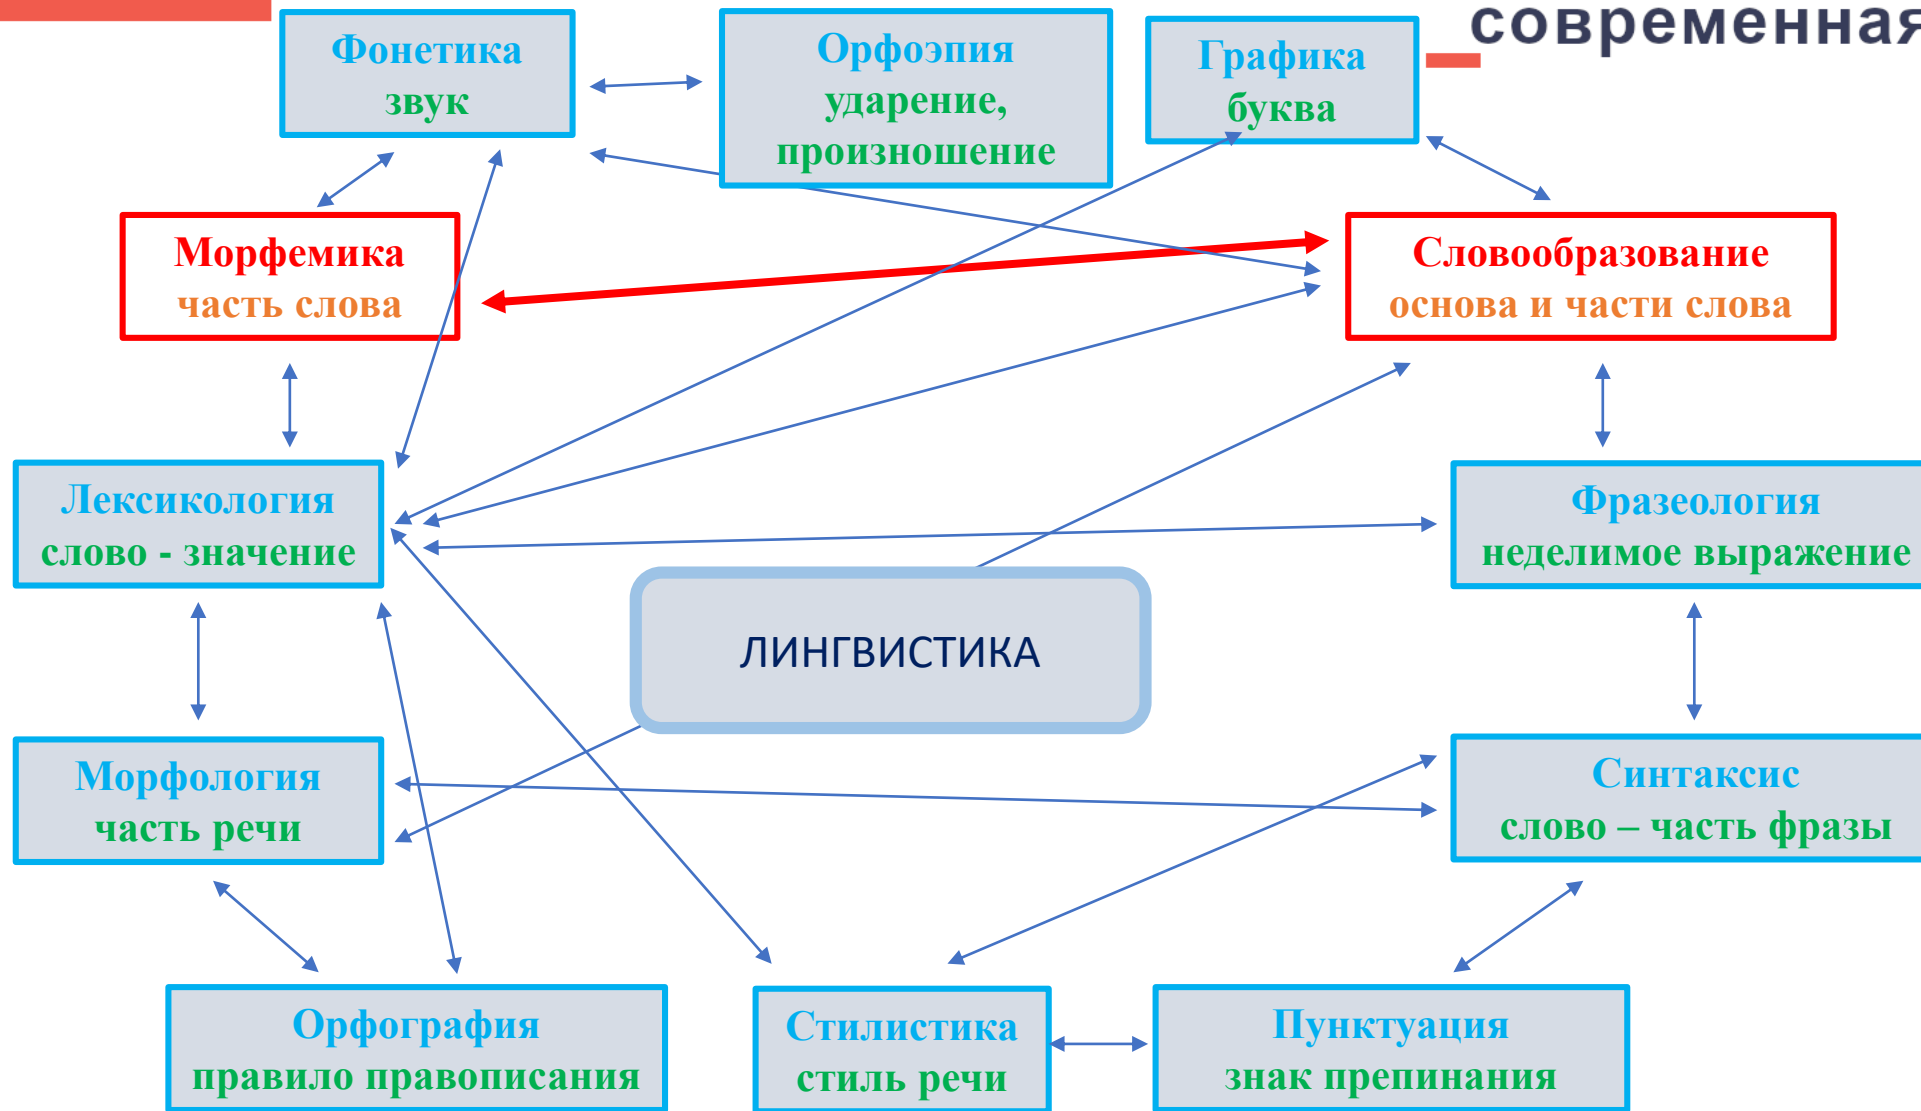 современная
Фонетика
звук
Орфоэпия
ударение,
произношение
Графика
буква
Морфемика
часть слова
Словообразование
основа и части слова
Лексикология
слово - значение
Фразеология
неделимое выражение
ЛИНГВИСТИКА
Морфология
часть речи
Синтаксис
слово – часть фразы
Орфография
правило правописания
Стилистика
стиль речи
Пунктуация
знак препинания